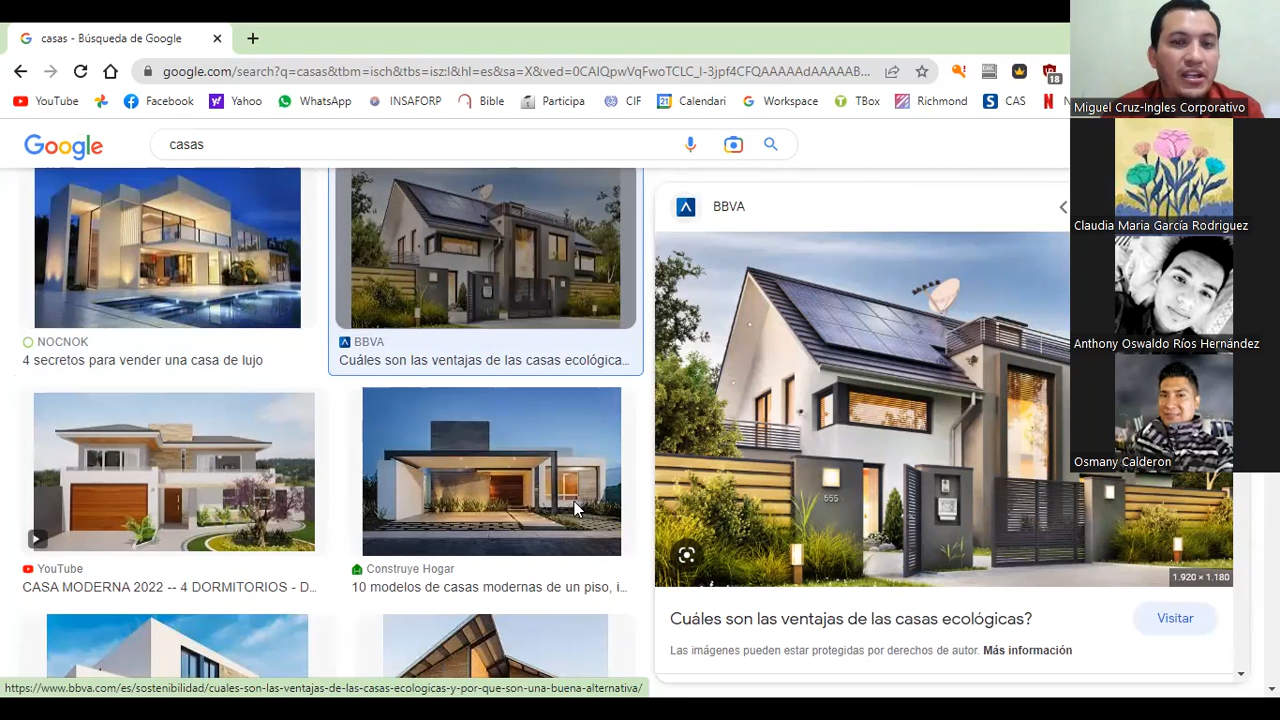 casas - Búsqueda de Google
google.com/search?q=casas&tbm=isch&tbs=isz:l&hl=es&sa=X&ved=0CAIQpwVqFwoTCLC_l-3jpf4CFQAAAAAdAAAAAB...
18
YouTube
Facebook
Yahoo
WhatsApp
INSAFORP
Bible
Participa
CIF
Calendari
Workspace
TBox
Richmond
CAS
Miguel Cruz-Ingles Corporativo
Google
casas
BBVA
Claudia Maria García Rodriguez
NOCNOK
4 secretos para vender una casa de lujo
BBVA
Cuáles son las ventajas de las casas ecológica...
Anthony Oswaldo Ríos Hernández
Osmany Calderon
555
YouTube
CASA MODERNA 2022 -- 4 DORMITORIOS - D...
Construye Hogar
10 modelos de casas modernas de un piso, i...
1.920 × 1.180
Cuáles son las ventajas de las casas ecológicas?
Visitar
Las imágenes pueden estar protegidas por derechos de autor. Más información
https://www.bbva.com/es/sostenibilidad/cuales-son-las-ventajas-de-las-casas-ecologicas-y-por-que-son-una-buena-alternativa/